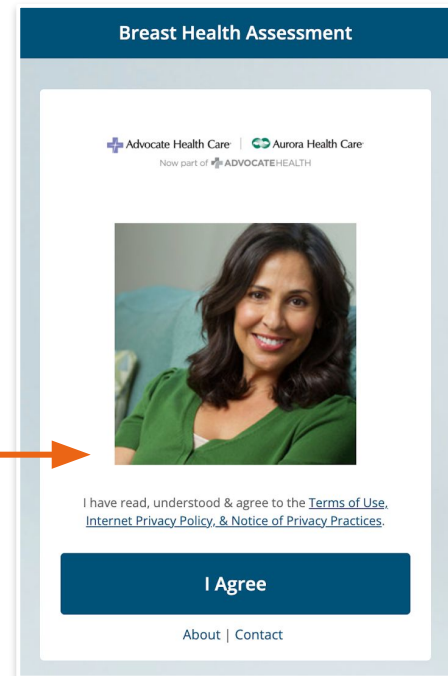 Breast Health Assessment
Advocate Health Care | Aurora Health Care
Now part of ADVOCATEHEALTH
I have read, understood & agree to the Terms of Use,
Internet Privacy Policy, & Notice of Privacy Practices.
I Agree
About | Contact